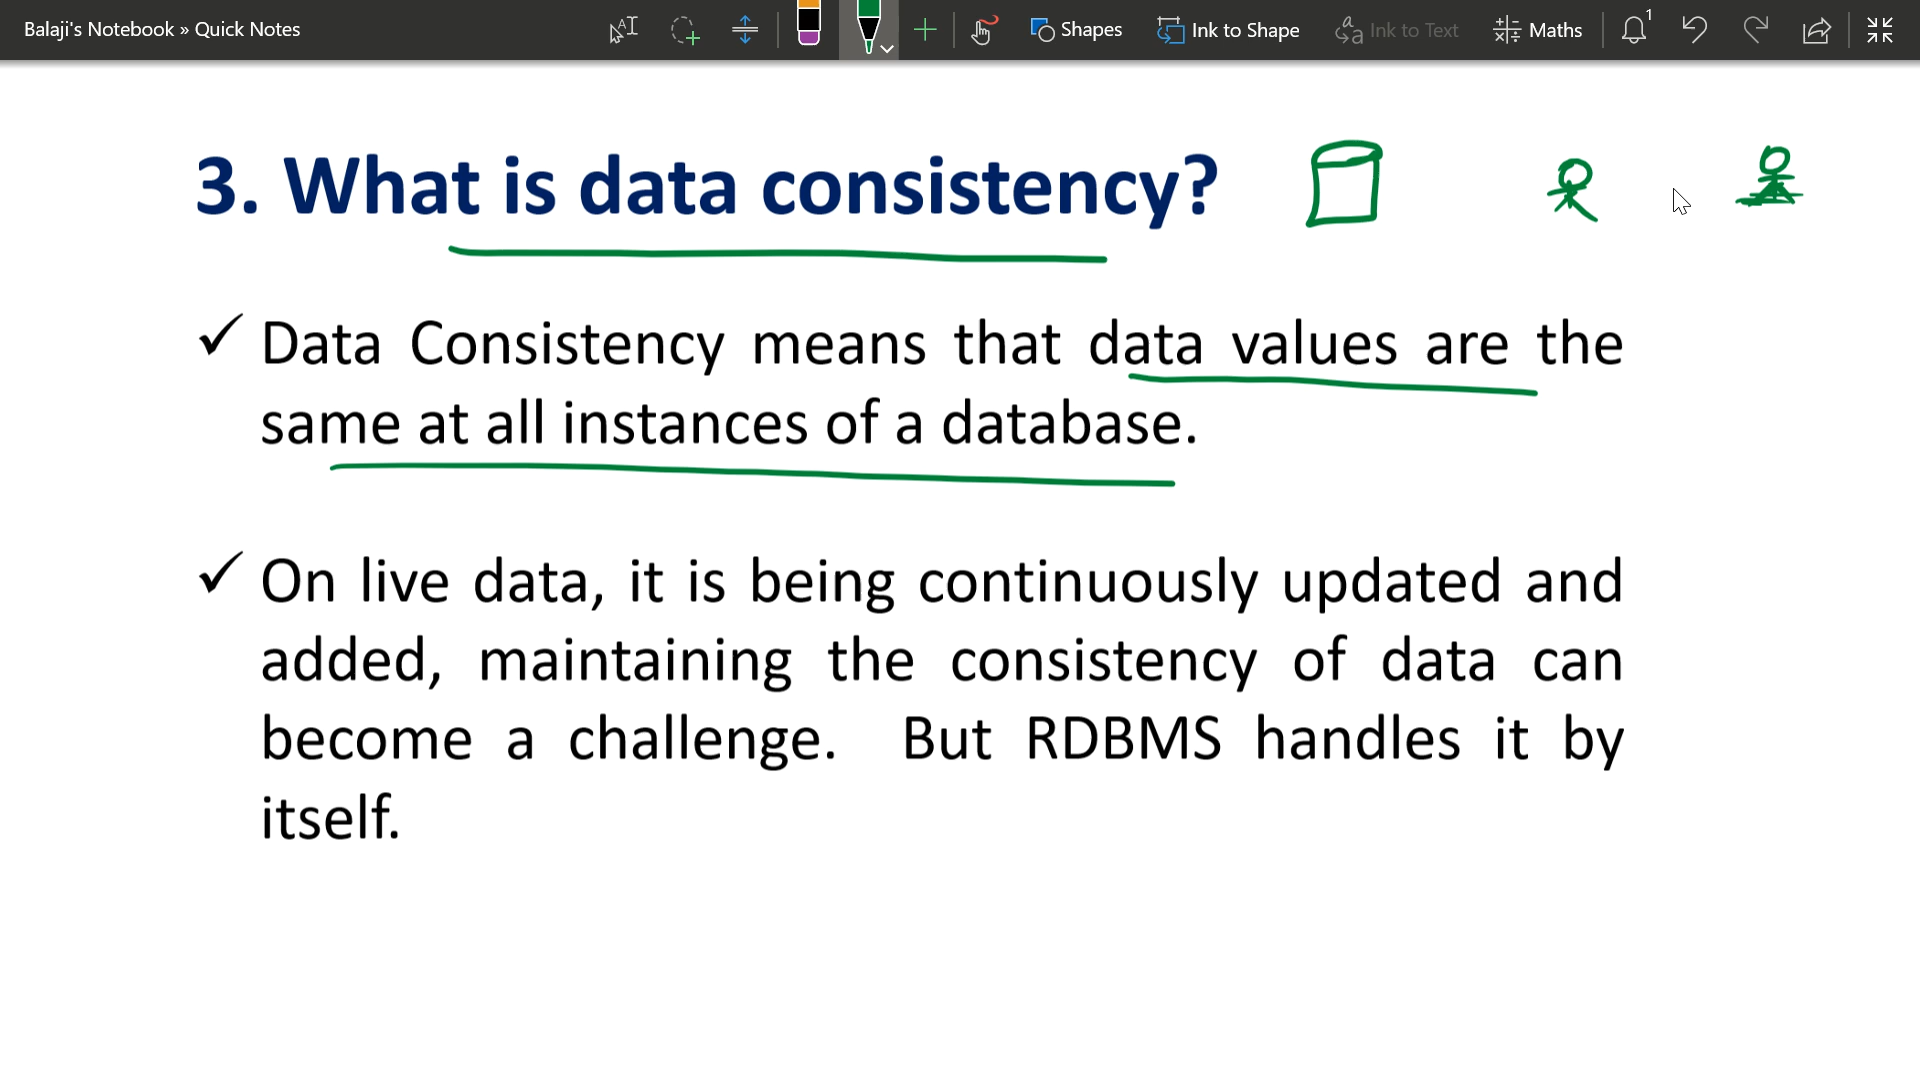 Balaji's Notebook » Quick Notes
Shapes
Ink to Shape
Ink to Text
Maths
1
3. What is data consistency?
✓ Data Consistency means that data values are the
same at all instances of a database.
✓ On live data, it is being continuously updated and
added, maintaining the consistency of data can
become a challenge. But RDBMS handles it by
itself.